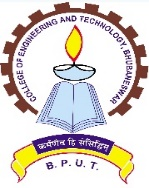 COLLEGE OF ENGINEERING AND TECHNOLOGY, BHUBANESWAR
कर्मणैव हि संसिद्धिम्
B. P. U. T.